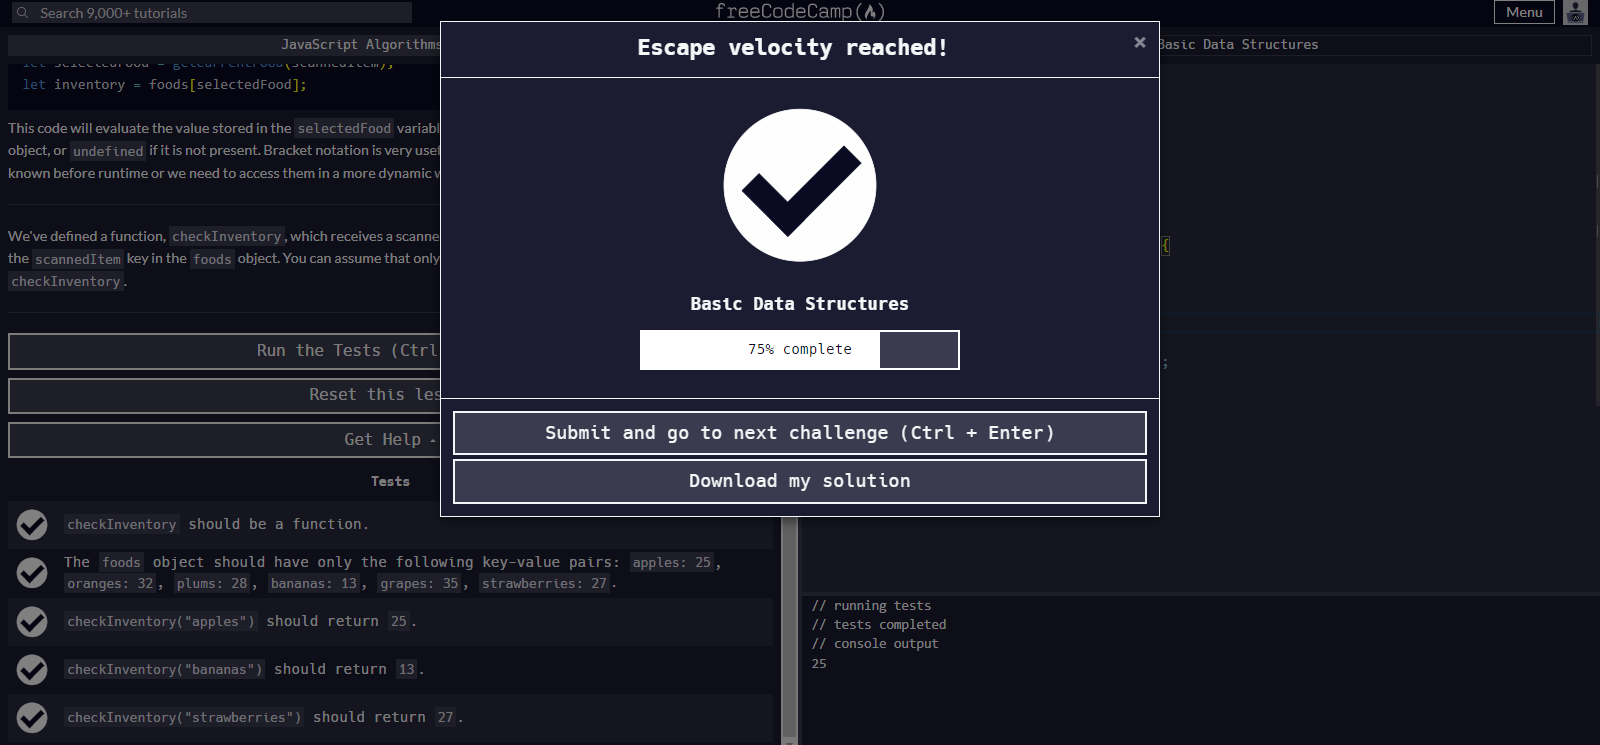 Search 9,000+ tutorials
freeCodeCamp
Menu
JavaScript Algorithms
Basic Data Structures
let selectedFood = getCurrentFood(scannedItem);
let inventory = foods[selectedFood];
This code will evaluate the value stored in the selectedFood
object, or undefined if it is not present. Bracket notation is very
known before runtime or we need to access them in a more dynamic
We've defined a function, checkInventory, which receives a
the scannedItem key in the foods object. You can assume that only
checkInventory.
Run the Tests (Ctrl
Reset this
Get Help
Tests
checkInventory should be a function.
The foods object should have only the following key-value pairs: apples: 25,
oranges: 32, plums: 28, bananas: 13, grapes: 35, strawberries: 27.
checkInventory("apples") should return 25.
checkInventory("bananas") should return 13.
checkInventory("strawberries") should return 27.
Escape velocity reached!
×
Basic Data Structures
75% complete
Submit and go to next challenge (Ctrl + Enter)
Download my solution
{
;
// running tests
// tests completed
// console output
25